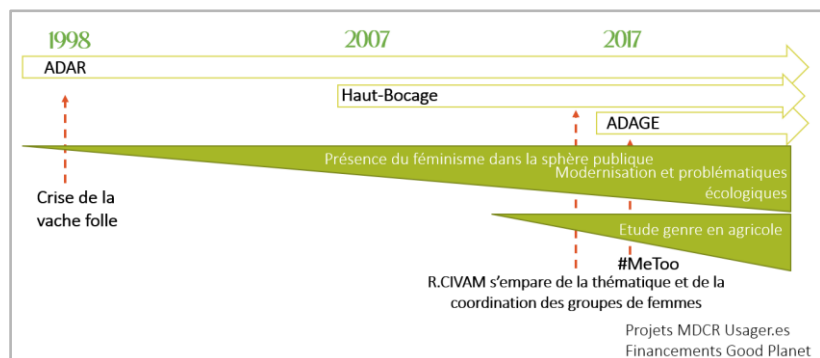 1998
2007
2017
ADAR
Haut-Bocage
ADAGE
Présence du féminisme dans la sphère publique
Modernisation et problématiques
écologiques
Crise de la
vache folle
Etude genre en agricole
#MeToo
R.CIVAM s'empare de la thématique et de la
coordination des groupes de femmes
Projets MDCR Usager.es
Financements Good Planet